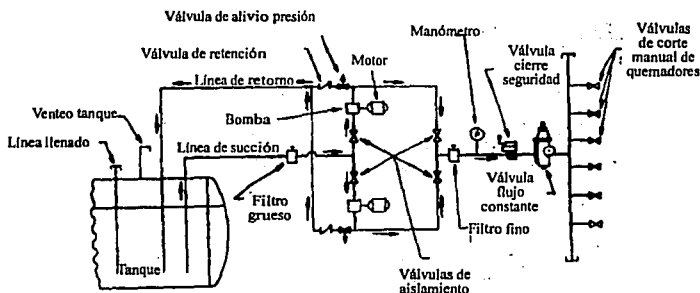 Válvula de alivio presión
Válvula de retención
Manómetro
Válvulas
de corte
manual de
quemadores
Válvula
cierre
seguridad
Línea de retorno
Motor
Venteo tanque
Bomba
Línea llenado
Línea de succión
Válvula
flujo
constante
Filtro
grueso
Filtro fino
Tanque
Válvulas de
aislamiento